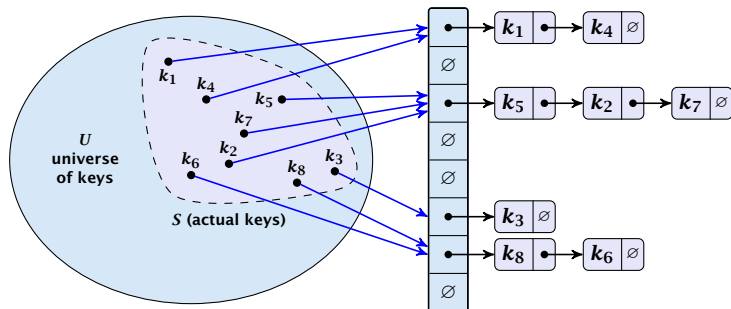 k1 k4 ∅
k1
∅
k4
k5
k5 k2 k7 ∅
k7
U
universe
of keys
∅
k2
k6
k8
k3
∅
S (actual keys)
k3 ∅
k8 k6 ∅
∅